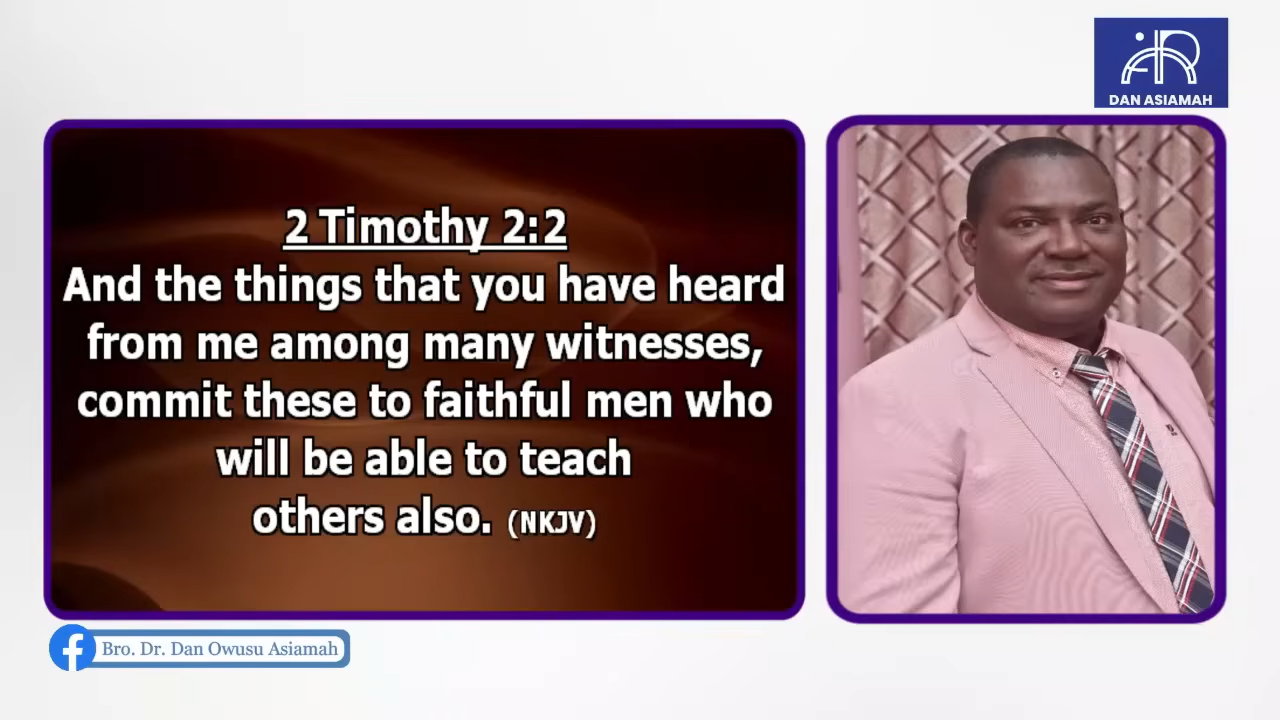 DAN ASIAMAH
2 Timothy 2:2
And the things that you have heard
from me among many witnesses,
commit these to faithful men who
will be able to teach
others also. (NKJV)
Bro. Dr. Dan Owusu Asiamah